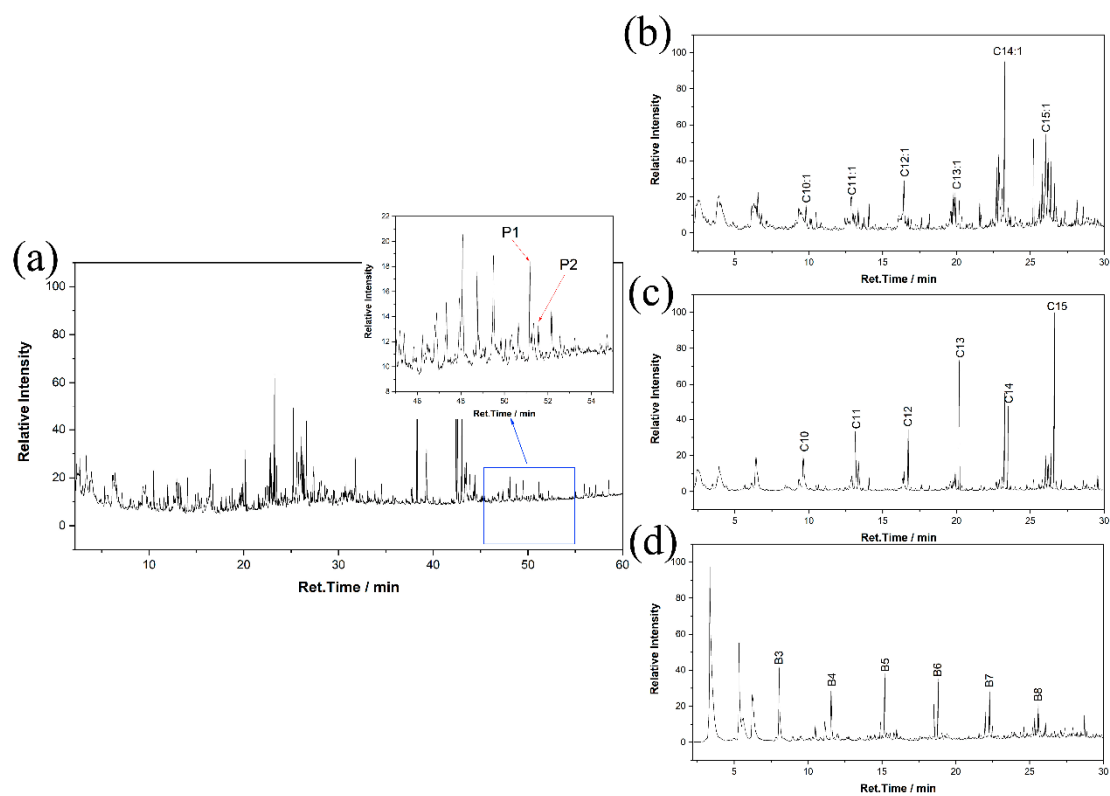 (a)
Relative Intensity
100
80
60
40
20
0
10
20
30
40
50
60
Ret.Time / min
Relative Intensity
22
20
18
16
14
12
10
8
P1
P2
46
48
50
52
54
Ret.Time / min
(b)
Relative Intensity
100
80
60
40
20
0
C10:1
C11:1
C12:1
C13:1
C14:1
C15:1
5
10
15
20
25
30
Ret.Time / min
(c)
Relative Intensity
100
80
60
40
20
0
C10
C11
C12
C13
C14
C15
5
10
15
20
25
30
Ret.Time / min
(d)
Relative Intensity
100
80
60
40
20
0
B3
B4
B5
B6
B7
B8
5
10
15
20
25
30
Ret.Time / min